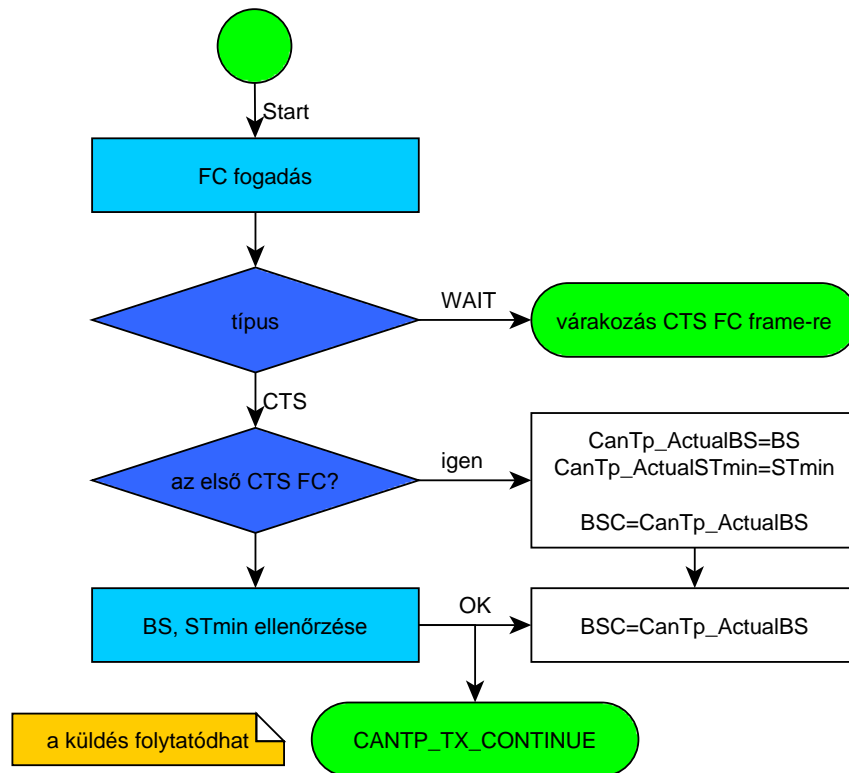 Start
FC fogadás
típus
WAIT
várakozás CTS FC frame-re
CTS
az első CTS FC?
igen
CanTp_ActualBS=BS
CanTp_ActualSTmin=STmin
BSC=CanTp_ActualBS
BS, STmin ellenőrzése
OK
BSC=CanTp_ActualBS
a küldés folytatódhat
CANTP_TX_CONTINUE